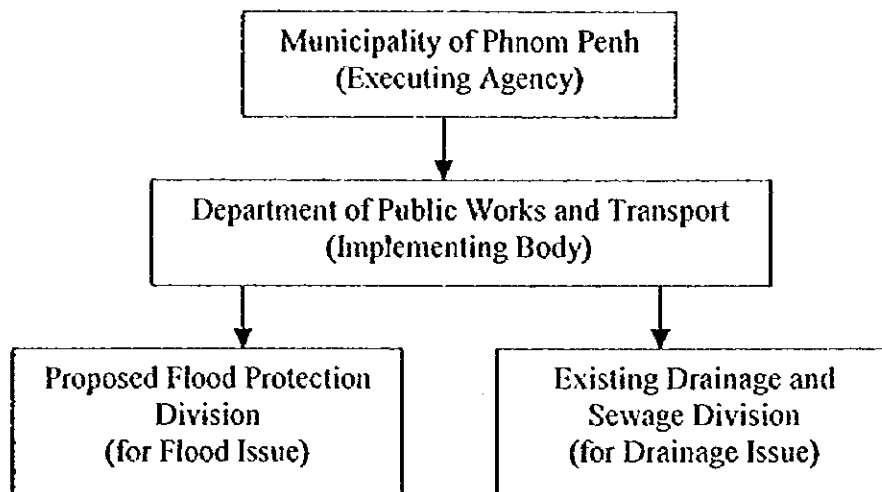 Municipality of Phnom Penh
(Executing Agency)
Department of Public Works and Transport
(Implementing Body)
Proposed Flood Protection
Division
(for Flood Issue)
Existing Drainage and
Sewage Division
(for Drainage Issue)